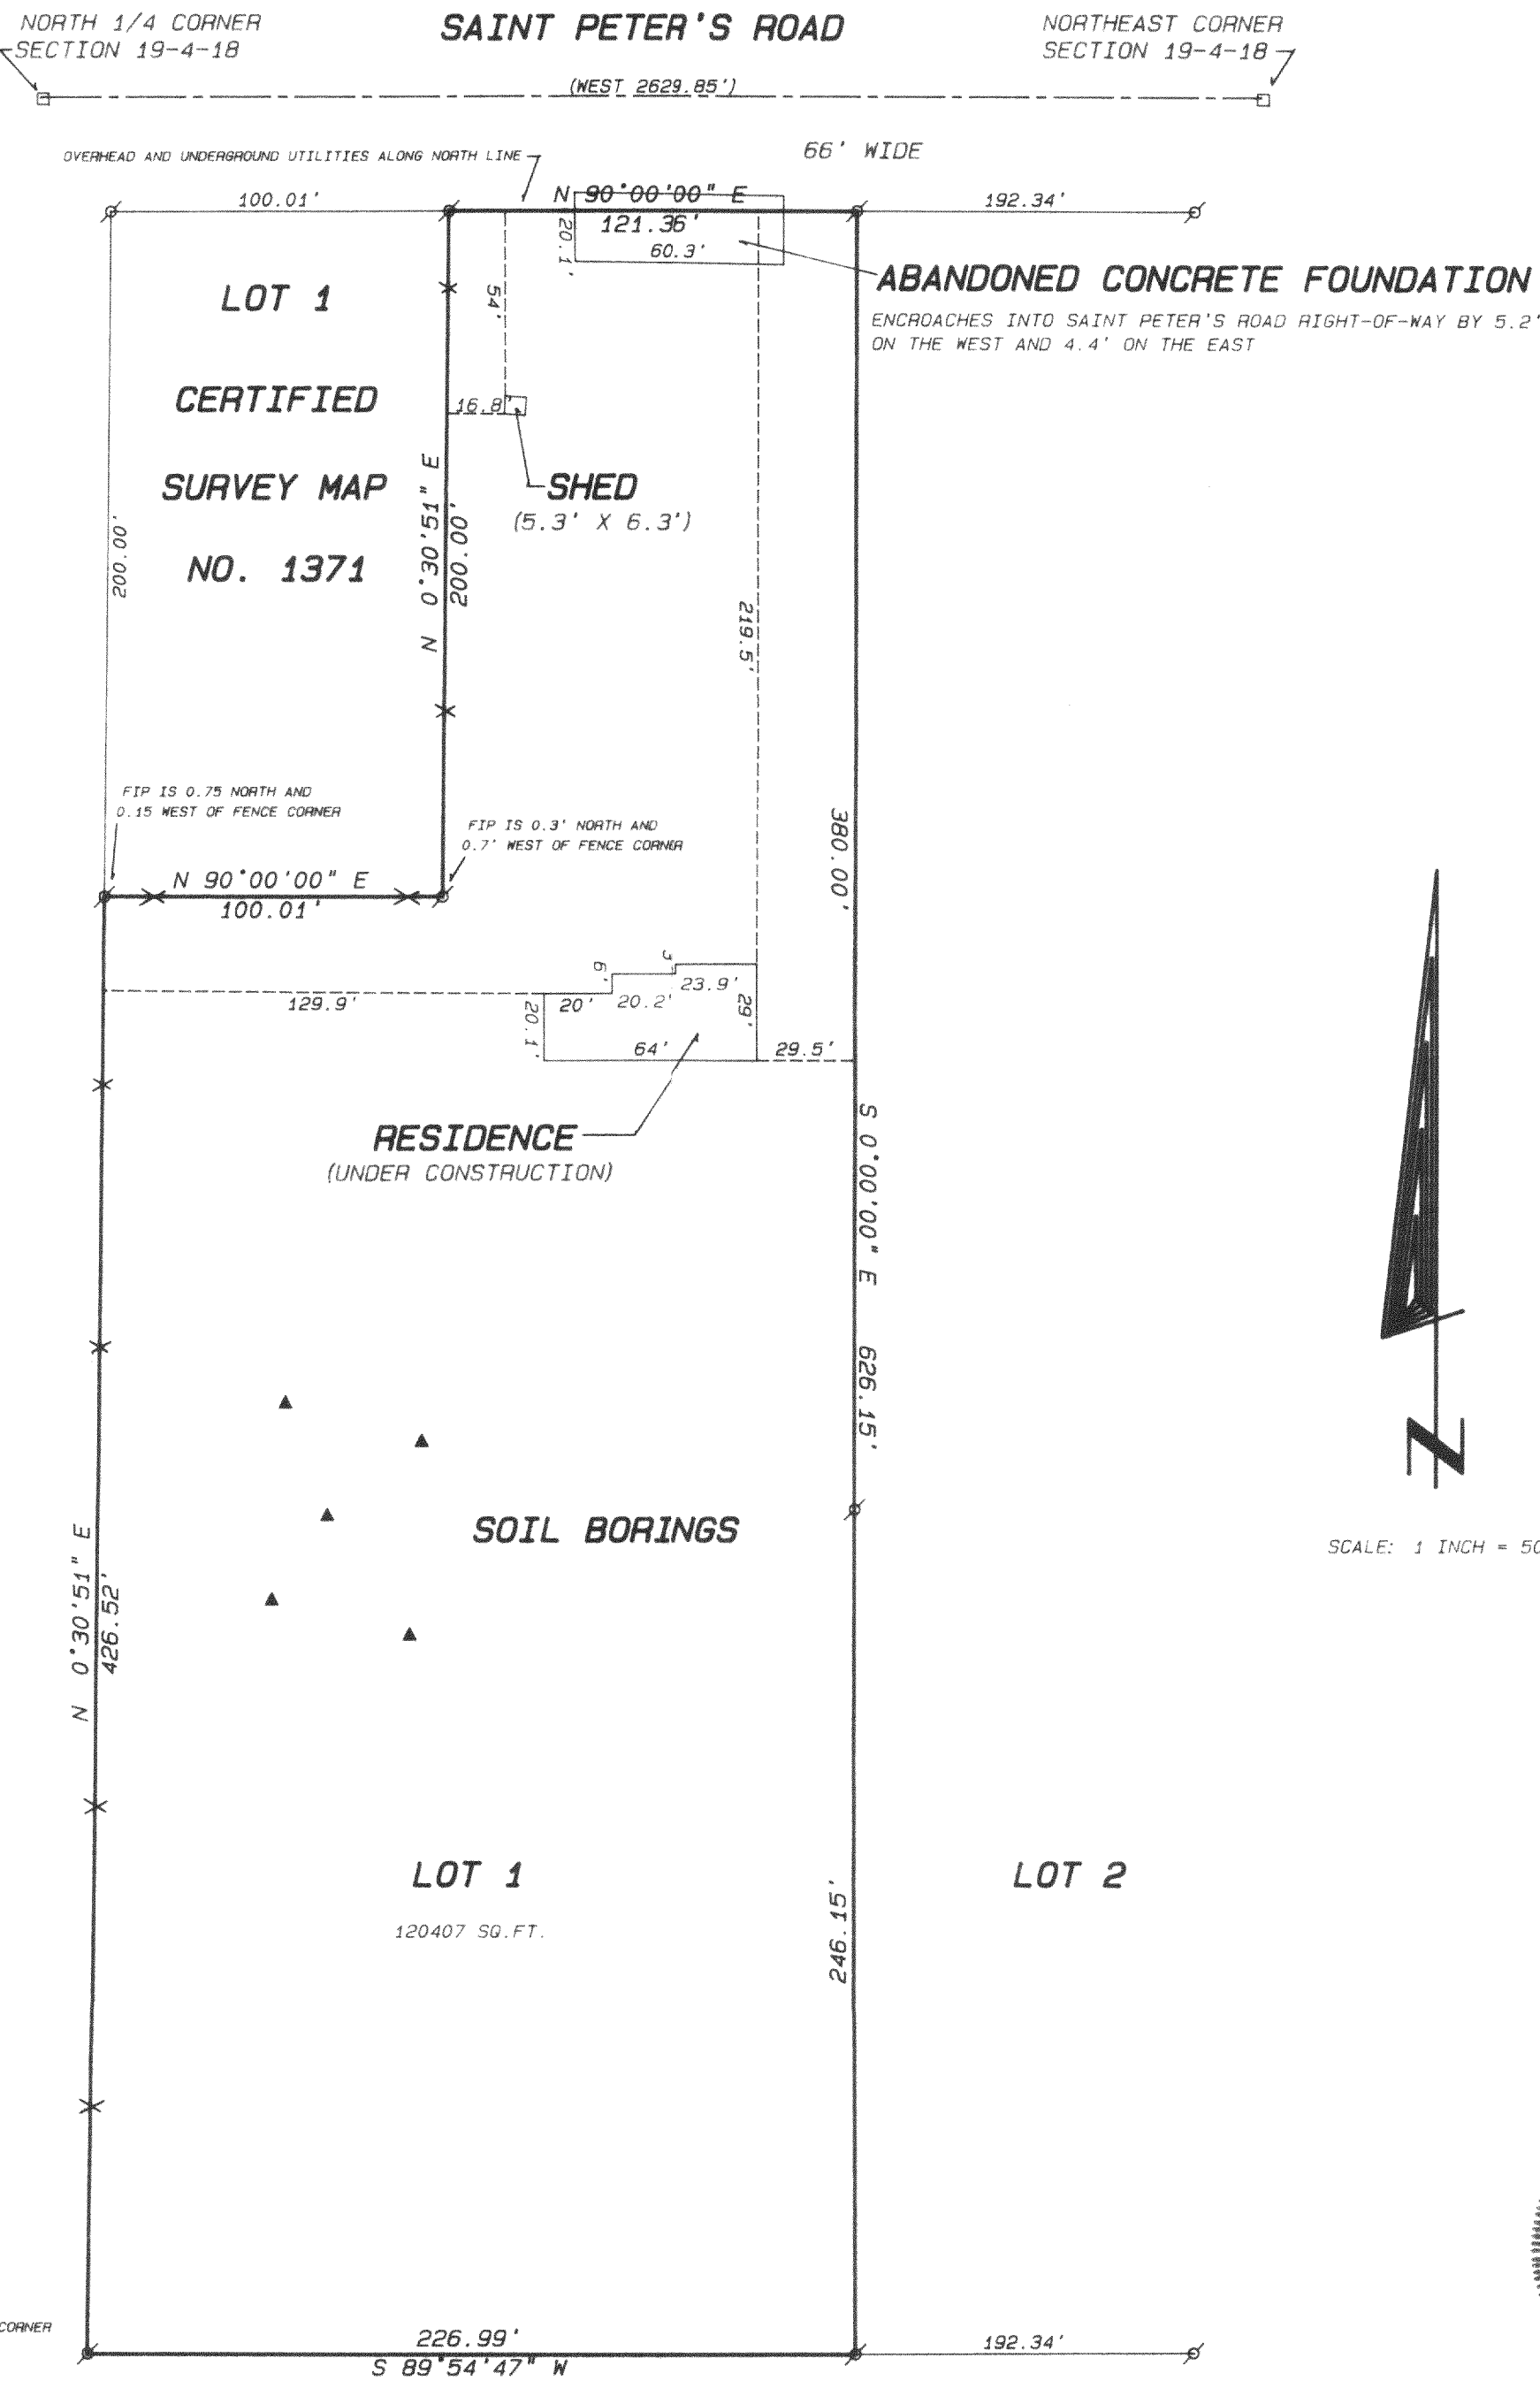 NORTH 1/4 CORNER
SECTION 19-4-18
SAINT PETER'S ROAD
NORTHEAST CORNER
SECTION 19-4-18
(WEST 2629.85')
66' WIDE
OVERHEAD AND UNDERGROUND UTILITIES ALONG NORTH LINE
100.01'
N 90°00'00" E
121.36'
192.34'
20.1'
60.3'
ABANDONED CONCRETE FOUNDATION
ENCROACHES INTO SAINT PETER'S ROAD RIGHT-OF-WAY BY 5.2'
ON THE WEST AND 4.4' ON THE EAST
LOT 1
CERTIFIED
SURVEY MAP
NO. 1371
54'
16.8'
SHED
(5.3' X 6.3')
200.00'
N 0°30'51" E
200.00'
219.5'
380.00'
FIP IS 0.75 NORTH AND
0.15 WEST OF FENCE CORNER
FIP IS 0.3' NORTH AND
0.7' WEST OF FENCE CORNER
N 90°00'00" E
100.01'
129.9'
6'
3'
20'
20.2'
23.9'
20.1'
29'
64'
29.5'
RESIDENCE
(UNDER CONSTRUCTION)
S 0°00'00" E 626.15'
N
SCALE: 1 INCH = 50
SOIL BORINGS
N 0°30'51" E
426.52'
LOT 1
120407 SQ.FT.
LOT 2
246.15'
CORNER
226.99'
S 89°54'47" W
192.34'